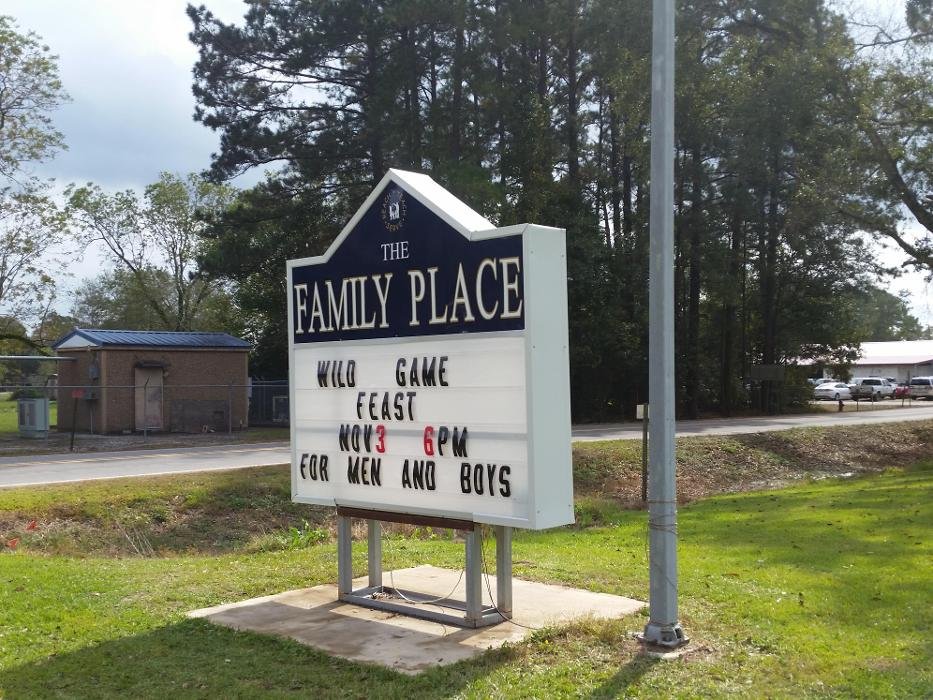 THE
FAMILY PLACE
WILD GAME
FEAST
NOV3 6PM
FOR MEN AND BOYS